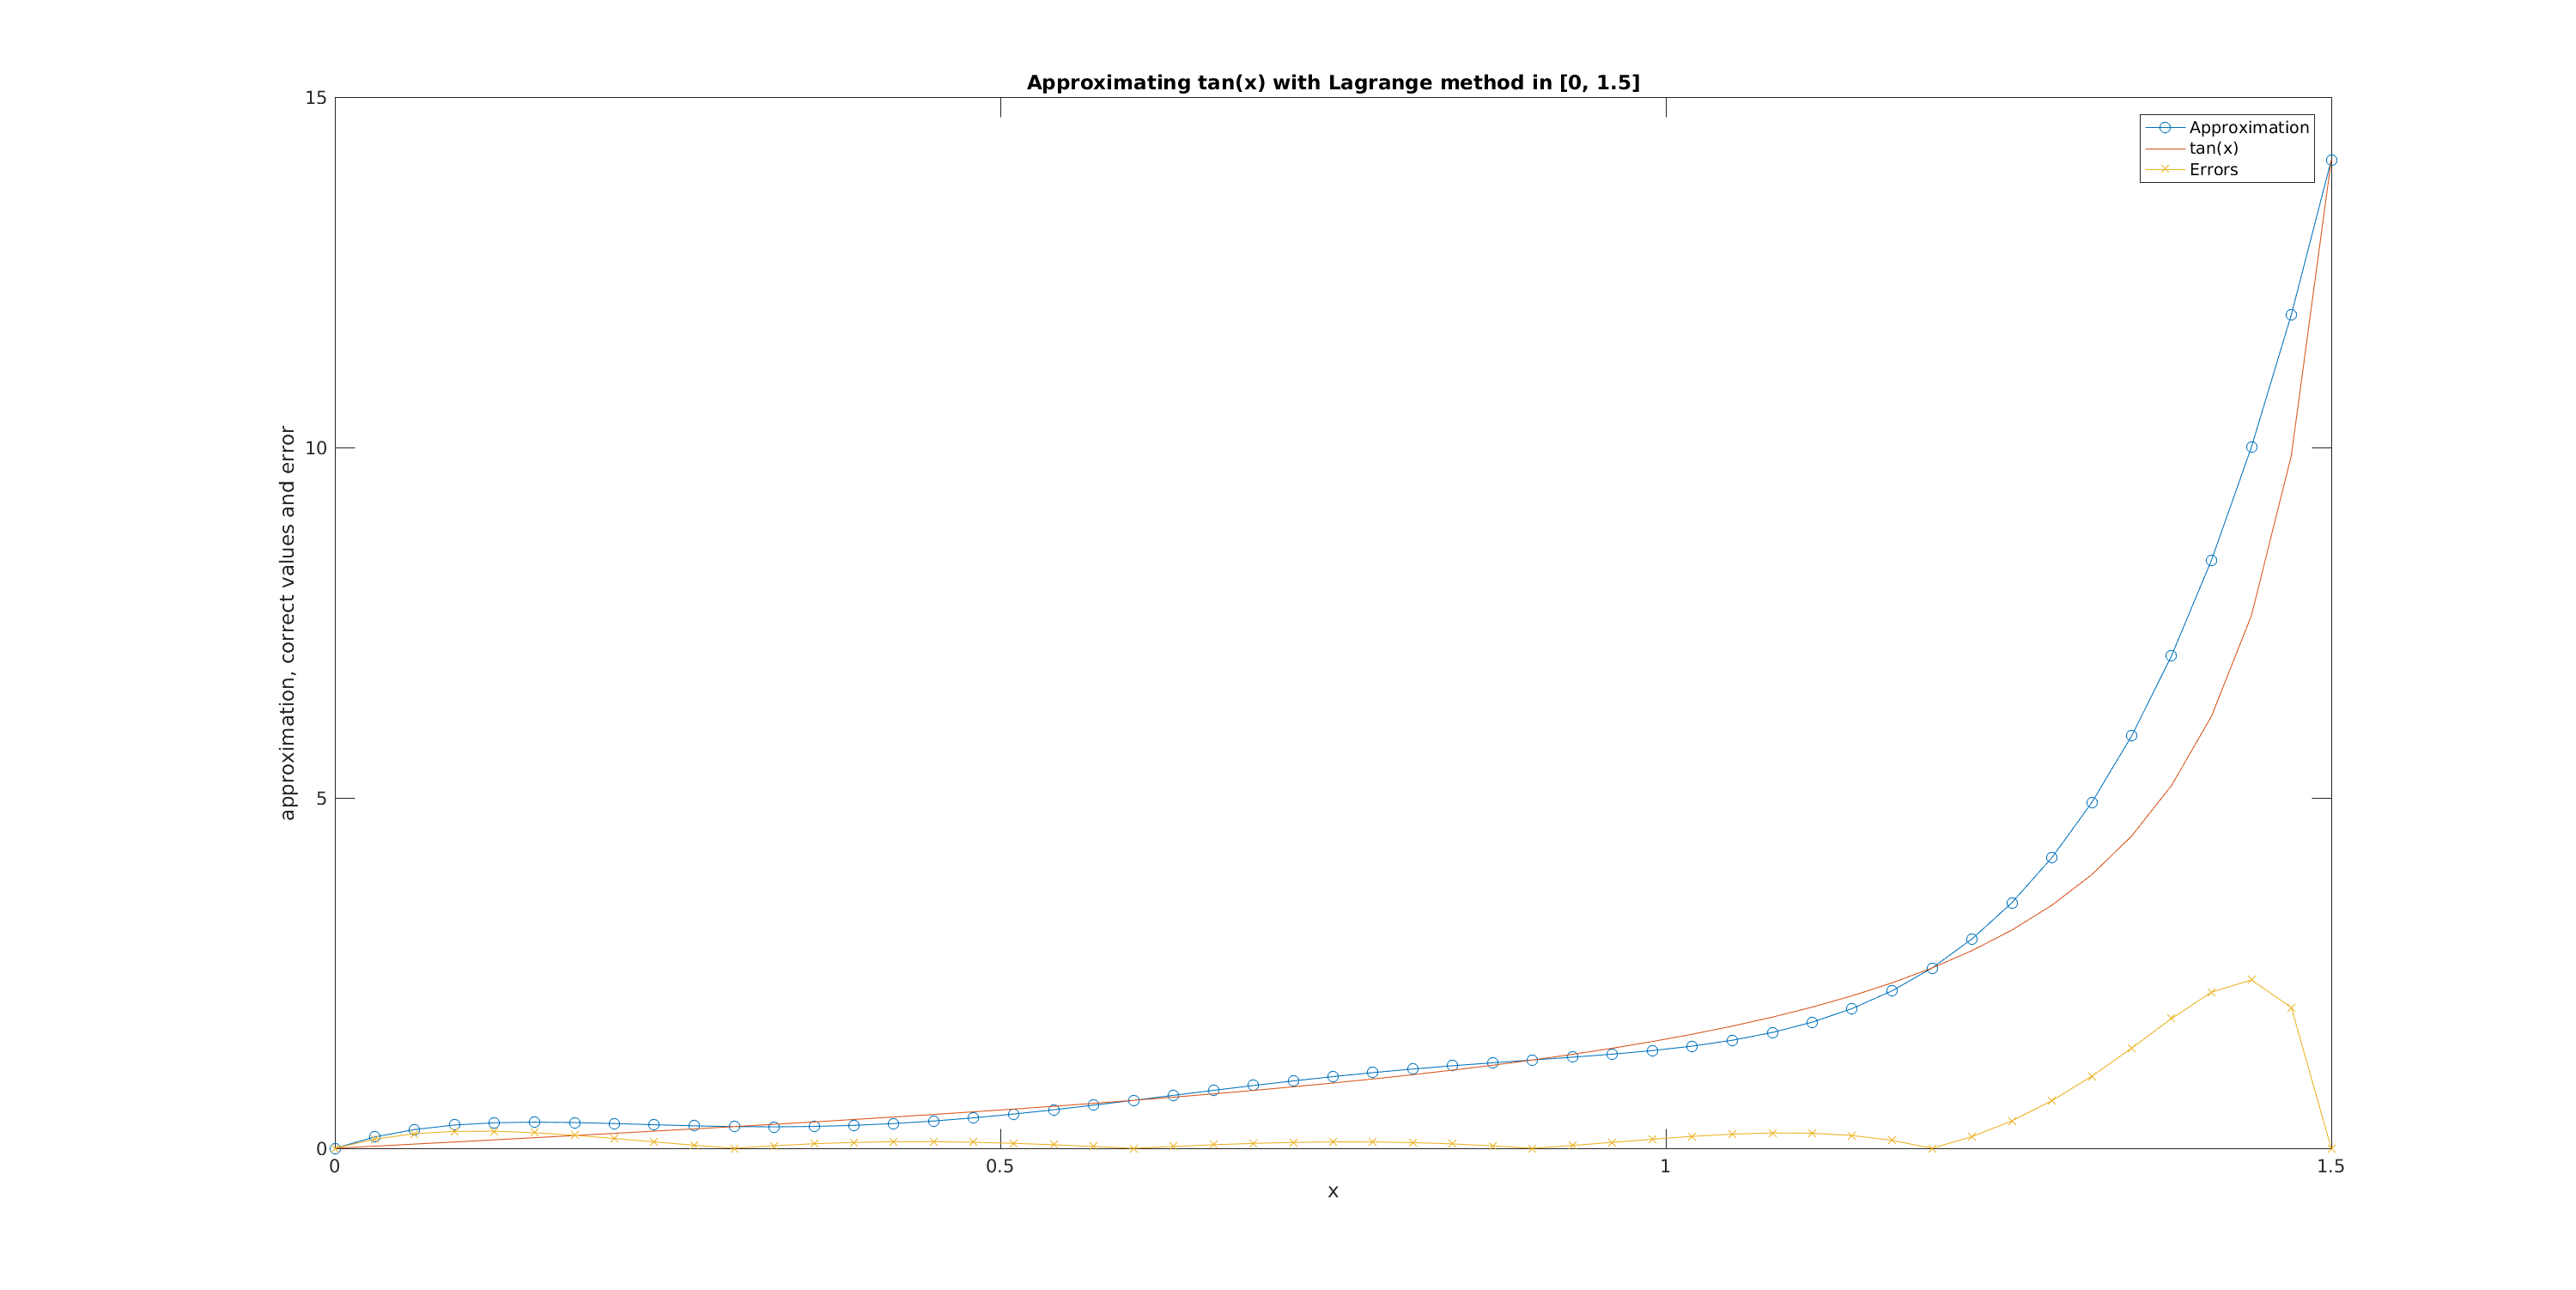 Approximating tan(x) with Lagrange method in [0, 1.5]
15
10
5
0
approximation, correct values and error
Approximation
tan(x)
Errors
0
0.5
1
1.5
x